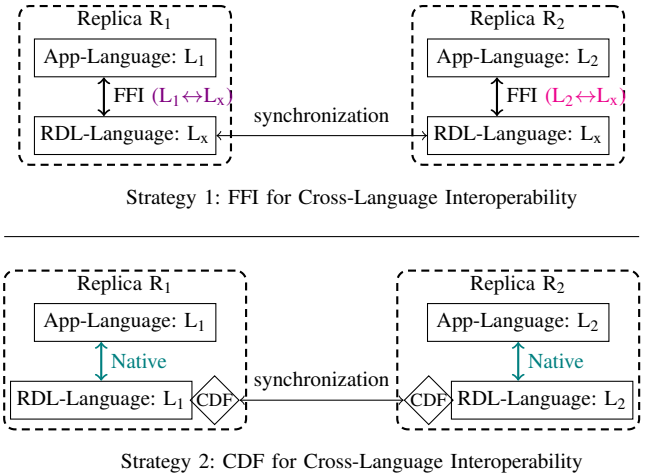 Replica R₁ Replica R₂
App-Language: L₁ App-Language: L₂
FFI (L₁↔Lₓ) FFI (L₂↔Lₓ)
synchronization
RDL-Language: Lₓ RDL-Language: Lₓ
Strategy 1: FFI for Cross-Language Interoperability
Replica R₁ Replica R₂
App-Language: L₁ App-Language: L₂
Native Native
synchronization
RDL-Language: L₁ CDF CDF RDL-Language: L₂
Strategy 2: CDF for Cross-Language Interoperability